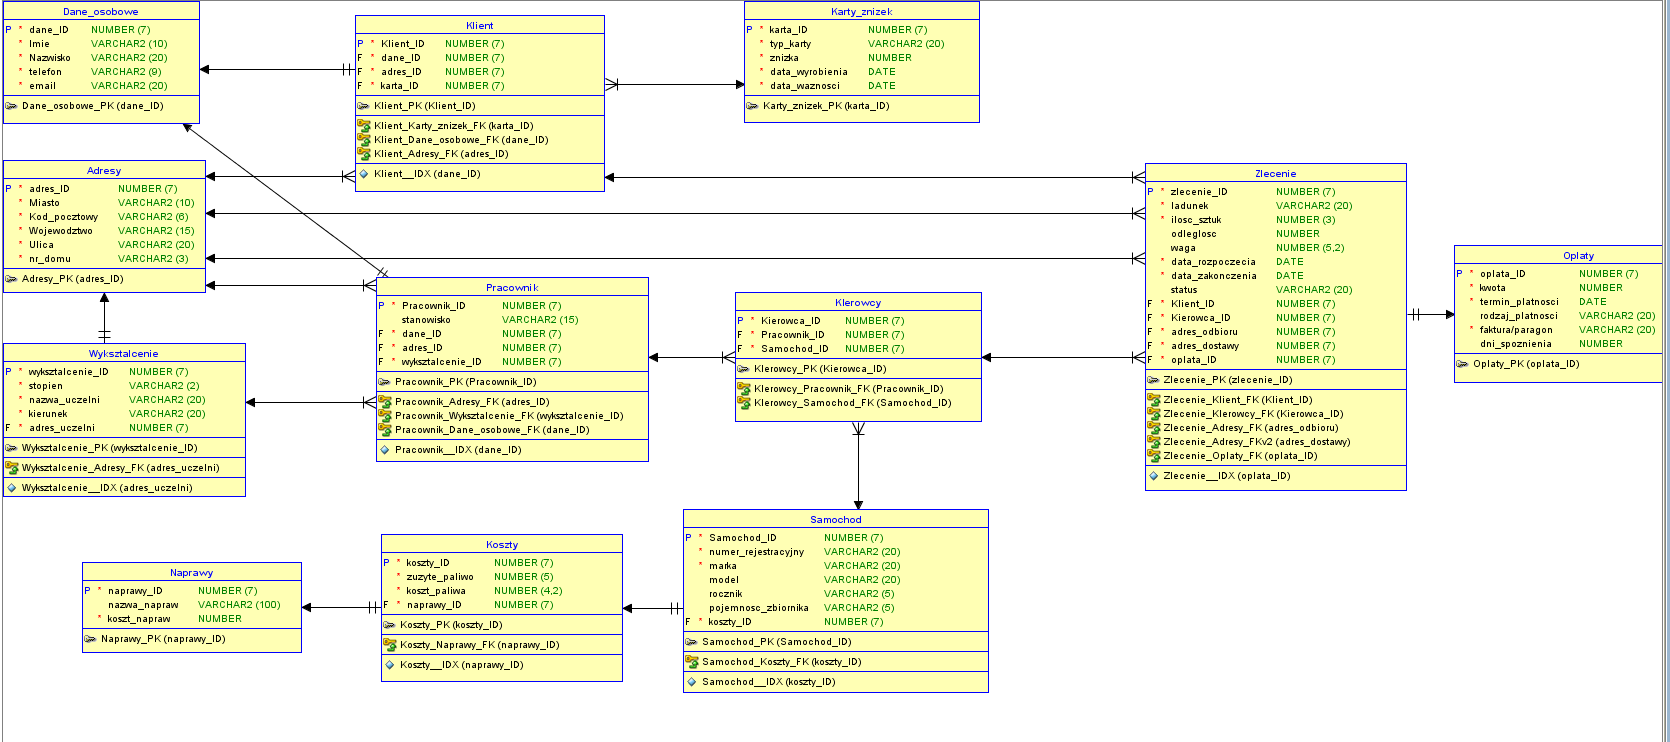 Dane_osobowe
P * dane_ID NUMBER (7)
* Imie VARCHAR2 (10)
* Nazwisko VARCHAR2 (20)
* telefon VARCHAR2 (9)
* email VARCHAR2 (20)
Dane_osobowe_PK (dane_ID)
Klient
P * Klient_ID NUMBER (7)
F * dane_ID NUMBER (7)
F * adres_ID NUMBER (7)
F * karta_ID NUMBER (7)
Klient_PK (Klient_ID)
Klient_Karty_znizek_FK (karta_ID)
Klient_Dane_osobowe_FK (dane_ID)
Klient_Adresy_FK (adres_ID)
Klient__IDX (dane_ID)
Karty_znizek
P * karta_ID NUMBER (7)
* typ_karty VARCHAR2 (20)
* znizka NUMBER
* data_wyrobienia DATE
* data_waznosci DATE
Karty_znizek_PK (karta_ID)
Adresy
P * adres_ID NUMBER (7)
* Miasto VARCHAR2 (10)
* Kod_pocztowy VARCHAR2 (6)
* Wojewodztwo VARCHAR2 (15)
* Ulica VARCHAR2 (20)
* nr_domu VARCHAR2 (3)
Adresy_PK (adres_ID)
Zlecenie
P * zlecenie_ID NUMBER (7)
* ladunek VARCHAR2 (20)
* ilosc_sztuk NUMBER (3)
odleglosc NUMBER
waga NUMBER (5,2)
* data_rozpoczecia DATE
* data_zakonczenia DATE
status VARCHAR2 (20)
F * Klient_ID NUMBER (7)
F * Kierowca_ID NUMBER (7)
F * adres_odbioru NUMBER (7)
F * adres_dostawy NUMBER (7)
F * oplata_ID NUMBER (7)
Zlecenie_PK (zlecenie_ID)
Zlecenie_Klient_FK (Klient_ID)
Zlecenie_Kierowcy_FK (Kierowca_ID)
Zlecenie_Adresy_FK (adres_odbioru)
Zlecenie_Adresy_FKv2 (adres_dostawy)
Zlecenie_Oplaty_FK (oplata_ID)
Zlecenie__IDX (oplata_ID)
Oplaty
P * oplata_ID NUMBER (7)
* kwota NUMBER
* termin_platnosci DATE
rodzaj_platnosci VARCHAR2 (20)
* faktura/paragon VARCHAR2 (20)
dni_spoznienia NUMBER
Oplaty_PK (oplata_ID)
Pracownik
P * Pracownik_ID NUMBER (7)
stanowisko VARCHAR2 (15)
F * dane_ID NUMBER (7)
F * adres_ID NUMBER (7)
F * wyksztalcenie_ID NUMBER (7)
Pracownik_PK (Pracownik_ID)
Pracownik_Adresy_FK (adres_ID)
Pracownik_Wyksztalcenie_FK (wyksztalcenie_ID)
Pracownik_Dane_osobowe_FK (dane_ID)
Pracownik__IDX (dane_ID)
Kierowcy
P * Kierowca_ID NUMBER (7)
F * Pracownik_ID NUMBER (7)
F * Samochod_ID NUMBER (7)
Kierowcy_PK (Kierowca_ID)
Kierowcy_Pracownik_FK (Pracownik_ID)
Kierowcy_Samochod_FK (Samochod_ID)
Wyksztalcenie
P * wyksztalcenie_ID NUMBER (7)
* stopien VARCHAR2 (2)
* nazwa_uczelni VARCHAR2 (20)
* kierunek VARCHAR2 (20)
F * adres_uczelni NUMBER (7)
Wyksztalcenie_PK (wyksztalcenie_ID)
Wyksztalcenie_Adresy_FK (adres_uczelni)
Wyksztalcenie__IDX (adres_uczelni)
Samochod
P * Samochod_ID NUMBER (7)
* numer_rejestracyjny VARCHAR2 (20)
* marka VARCHAR2 (20)
model VARCHAR2 (20)
rocznik VARCHAR2 (5)
pojemnosc_zbiornika VARCHAR2 (5)
F * koszty_ID NUMBER (7)
Samochod_PK (Samochod_ID)
Samochod_Koszty_FK (koszty_ID)
Samochod__IDX (koszty_ID)
Koszty
P * koszty_ID NUMBER (7)
* zuzyte_paliwo NUMBER (5)
* koszt_paliwa NUMBER (4,2)
F * naprawy_ID NUMBER (7)
Koszty_PK (koszty_ID)
Koszty_Naprawy_FK (naprawy_ID)
Koszty__IDX (naprawy_ID)
Naprawy
P * naprawy_ID NUMBER (7)
nazwa_napraw VARCHAR2 (100)
* koszt_napraw NUMBER
Naprawy_PK (naprawy_ID)